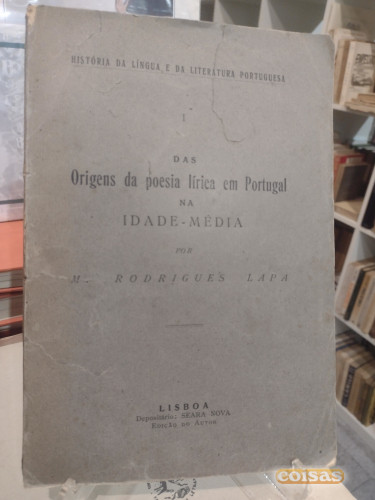 HISTÓRIA DA LÍNGUA E DA LITERATURA PORTUGUESA
I
DAS
Origens da poesia lírica em Portugal
NA
IDADE-MÉDIA
POR
M. RODRIGUES LAPA
LISBOA
Depositária: SEARA NOVA
EDIÇÃO DO AUTOR
coisas